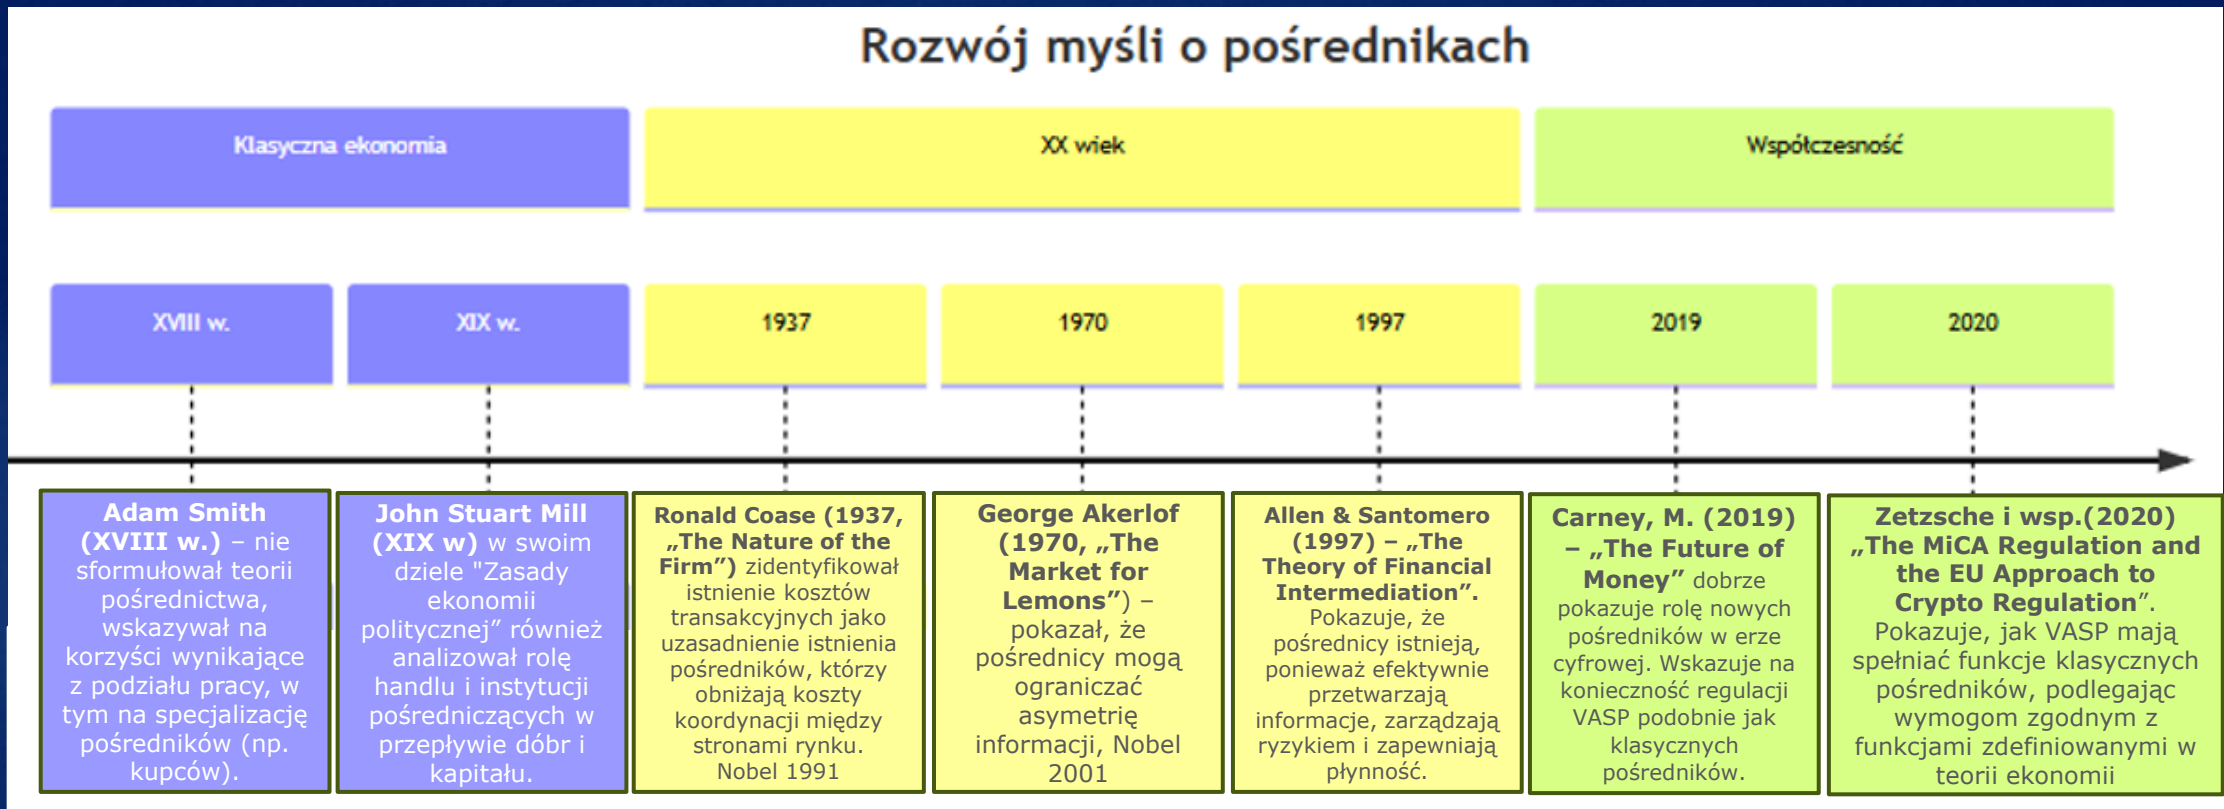 Rozwój myśli o pośrednikach
Klasyczna ekonomia
XX wiek
Współczesność
XVIII w.
XIX w.
1937
1970
1997
2019
2020
Adam Smith
(XVIII w.) – nie
sformułował teorii
pośrednictwa,
wskazywał na
korzyści wynikające
z podziału pracy, w
tym na specjalizację
pośredników (np.
kupców).
John Stuart Mill
(XIX w) w swoim
dziele "Zasady
ekonomii
politycznej” również
analizował rolę
handlu i instytucji
pośredniczących w
przepływie dóbr i
kapitału.
Ronald Coase (1937,
„The Nature of the
Firm”) zidentyfikował
istnienie kosztów
transakcyjnych jako
uzasadnienie istnienia
pośredników, którzy
obniżają koszty
koordynacji między
stronami rynku.
Nobel 1991
George Akerlof
(1970, „The
Market for
Lemons”) –
pokazał, że
pośrednicy mogą
ograniczać
asymetrię
informacji, Nobel
2001
Allen & Santomero
(1997) – „The
Theory of Financial
Intermediation”.
Pokazuje, że
pośrednicy istnieją,
ponieważ efektywnie
przetwarzają
informacje, zarządzają
ryzykiem i zapewniają
płynność.
Carney, M. (2019)
– „The Future of
Money” dobrze
pokazuje rolę nowych
pośredników w erze
cyfrowej. Wskazuje na
konieczność regulacji
VASP podobnie jak
klasycznych
pośredników.
Zetzsche i wsp.(2020)
„The MiCA Regulation and
the EU Approach to
Crypto Regulation”.
Pokazuje, jak VASP mają
spełniać funkcje klasycznych
pośredników, podlegając
wymogom zgodnym z
funkcjami zdefiniowanymi w
teorii ekonomii